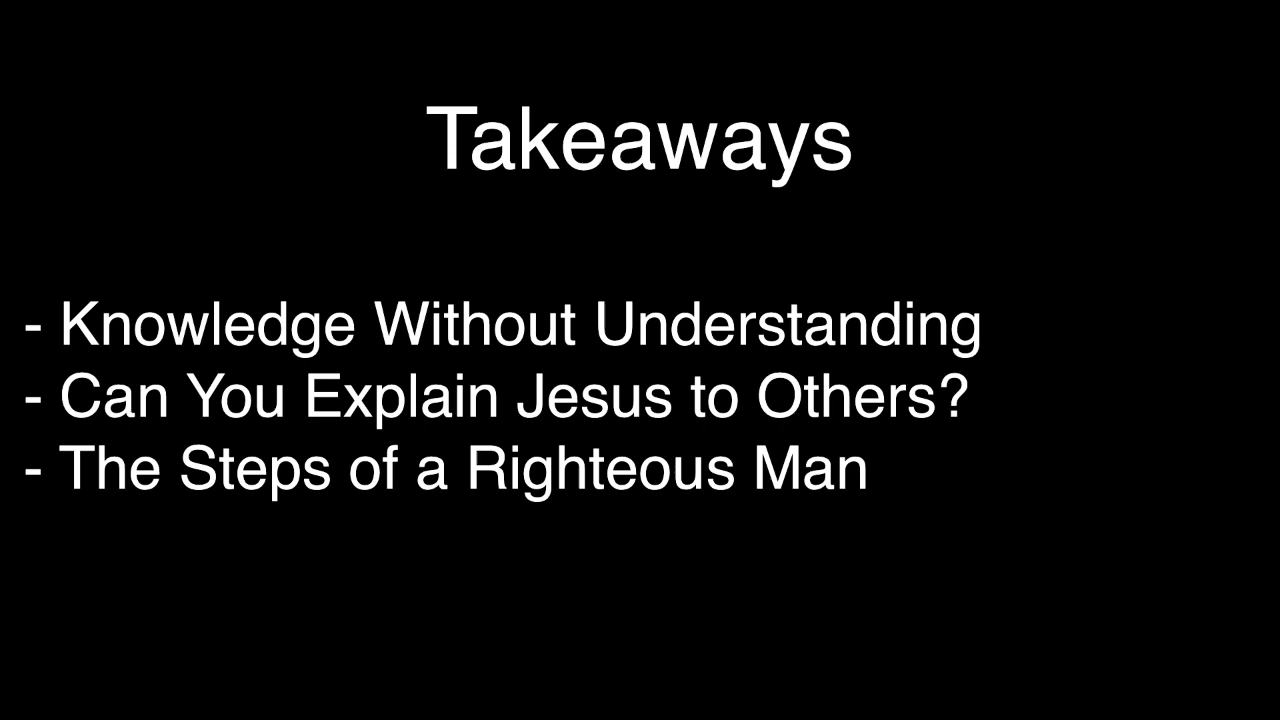 Takeaways
- Knowledge Without Understanding
- Can You Explain Jesus to Others?
- The Steps of a Righteous Man